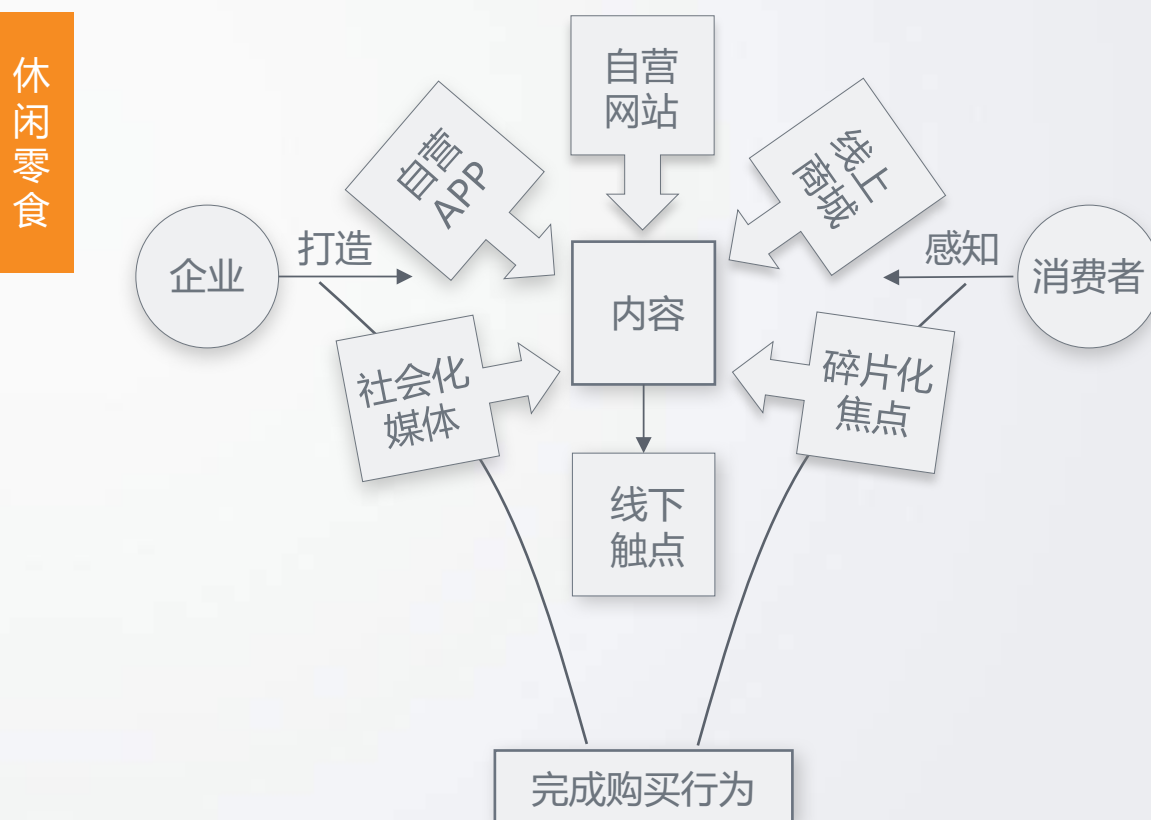 休闲零食
自营
网站
自营
APP
线上
商城
企业
打造
感知
消费者
内容
社会化
媒体
碎片化
焦点
线下
触点
完成购买行为